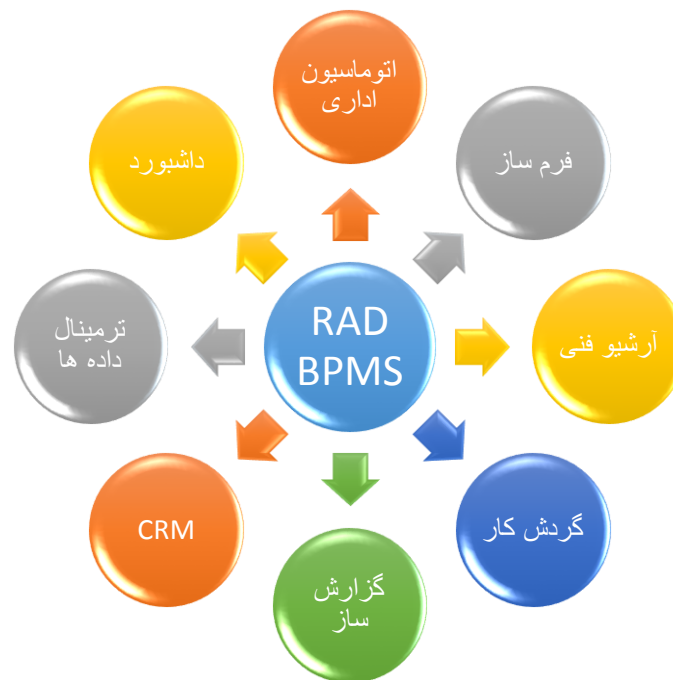 اتوماسیون
اداری
فرم ساز
داشبورد
RAD
BPMS
ترمینال
داده ها
آرشیو فنی
CRM
گردش کار
گزارش
ساز